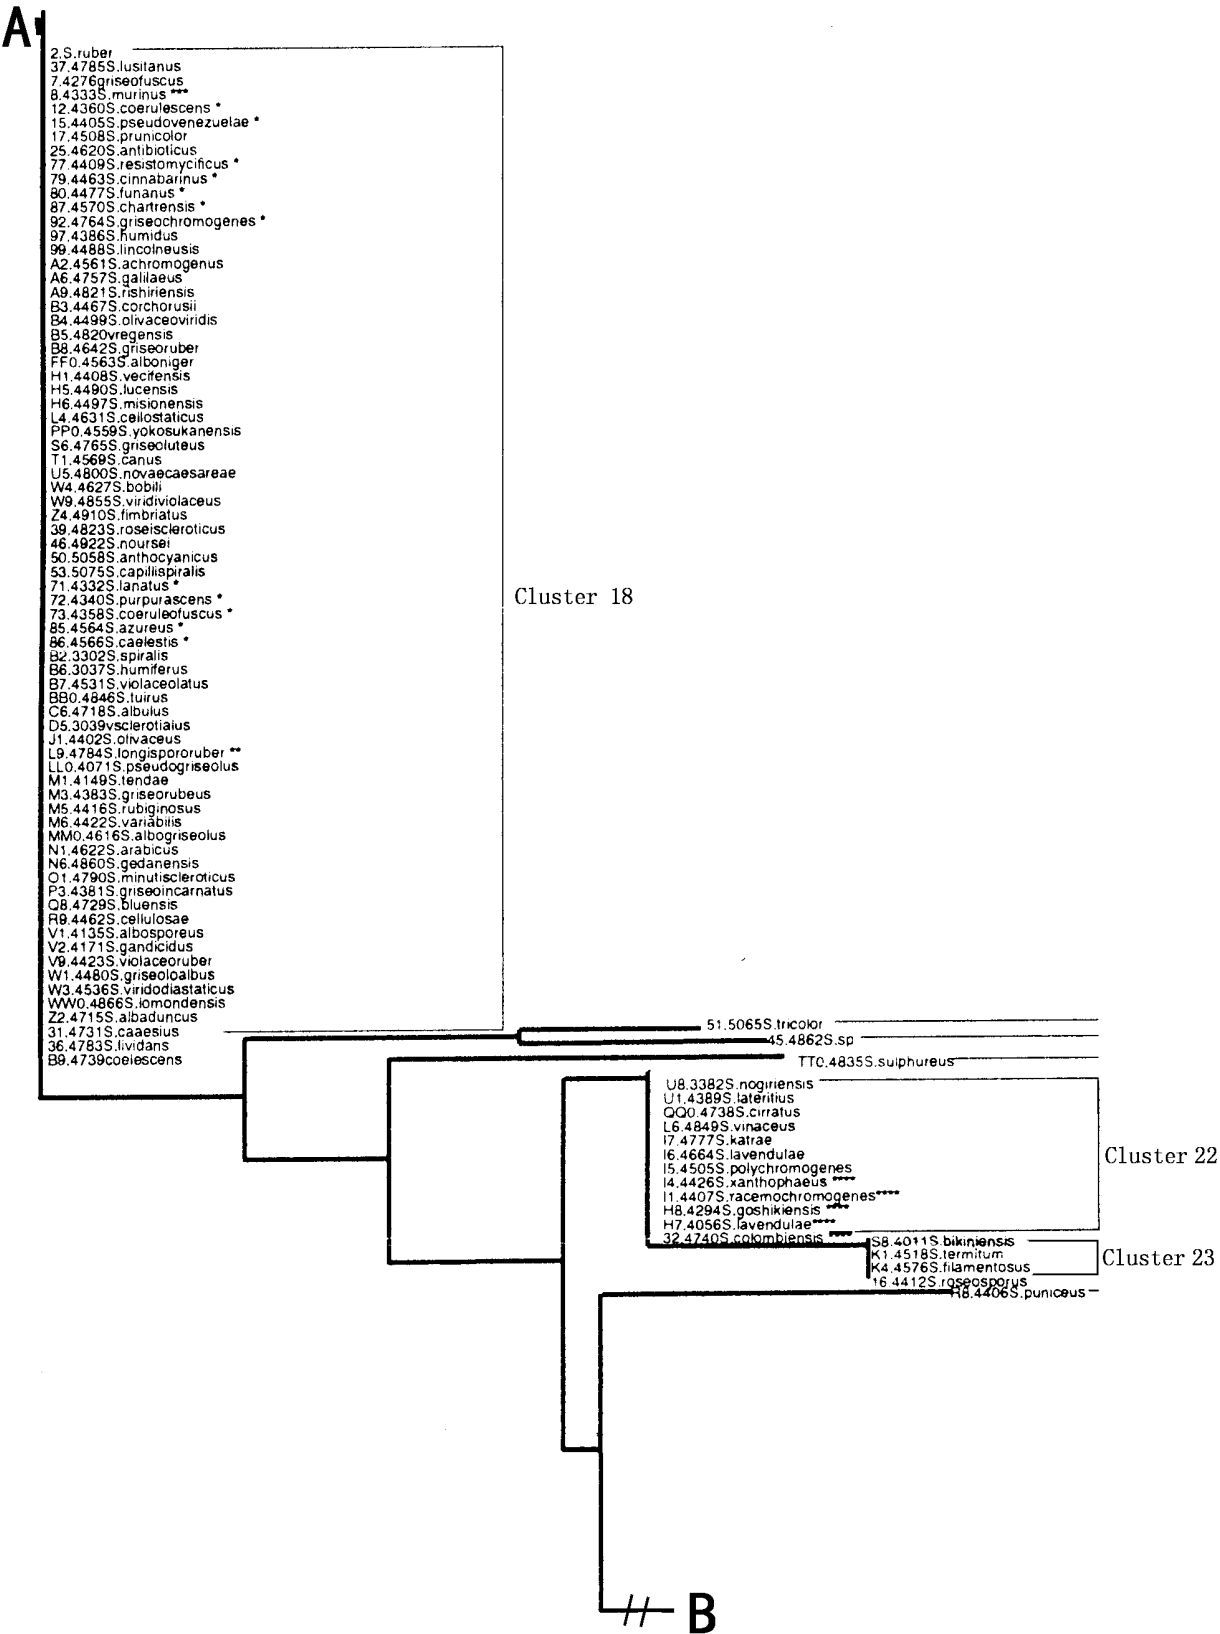 A
2.S.ruber
37.4785S.lusitanus
7.4276griseofuscus
8.4333S.murinus ***
12.4360S.coerulescens *
15.4405S.pseudovenezuelae *
17.4508S.prunicolor
25.4620S.antibioticus
77.4409S.resistomycificus *
79.4463S.cinnabarinus *
80.4477S.funanus *
87.4570S.chartrensis *
92.4764S.griseochromogenes *
97.4386S.humidus
99.4488S.lincolneusis
A2.4561S.achromogenus
A6.4757S.galilaeus
A9.4821S.rishiriensis
B3.4467S.corchorusii
B4.4499S.olivaceoviridis
B5.4820vregensis
B8.4642S.griseoruber
FF0.4563S.alboniger
H1.4408S.vecifensis
H5.4490S.lucensis
H6.4497S.misionensis
L4.4631S.cellostaticus
PP0.4559S.yokosukanensis
S6.4765S.griseoluteus
T1.4569S.canus
U5.4800S.novaecaesareae
W4.4627S.bobili
W9.4855S.viridiviolaceus
Z4.4910S.fimbriatus
39.4823S.roseiscleroticus
46.4922S.noursei
50.5058S.anthocyanicus
53.5075S.capillispiralis
71.4332S.lanatus *
72.4340S.purpurascens *
73.4358S.coeruleofuscus *
85.4564S.azureus *
86.4566S.caelestis *
B2.3302S.spiralis
B6.3037S.humiferus
B7.4531S.violaceolatus
BB0.4846S.tuirus
C6.4718S.albulus
D5.3039vsclerotialus
J1.4402S.olivaceus
L9.4784S.longispororuber **
LL0.4071S.pseudogriseolus
M1.4149S.tendae
M3.4383S.griseorubeus
M5.4416S.rubiginosus
M6.4422S.variabilis
MM0.4616S.albogriseolus
N1.4622S.arabicus
N6.4860S.gedanensis
O1.4790S.minutiscleroticus
P3.4381S.griseoincarnatus
Q8.4729S.bluensis
R9.4462S.cellulosae
V1.4135S.albosporeus
V2.4171S.gandicidus
V9.4423S.violaceoruber
W1.4480S.griseoloalbus
W3.4536S.viridodiastaticus
WW0.4866S.lomondensis
Z2.4715S.albaduncus
31.4731S.caaesius
36.4783S.lividans
B9.4739coelescens
Cluster 18
51.5065S.tricolor
45.4862S.sp
TT0.4835S.sulphureus
U8.3382S.nogiriensis
U1.4389S.lateritius
QQ0.4738S.cirratus
L6.4849S.vinaceus
I7.4777S.katrae
I6.4664S.lavendulae
I5.4505S.polychromogenes
I4.4426S.xanthophaeus ****
I1.4407S.racemochromogenes****
H8.4294S.goshikiensis ****
H7.4056S.lavendulae****
32.4740S.colombiensis ****
Cluster 22
S8.4011S.bikiniensis
K1.4518S.termitum
K4.4576S.filamentosus
16.4412S.roseosporus
Cluster 23
R8.4406S.puniceus
B